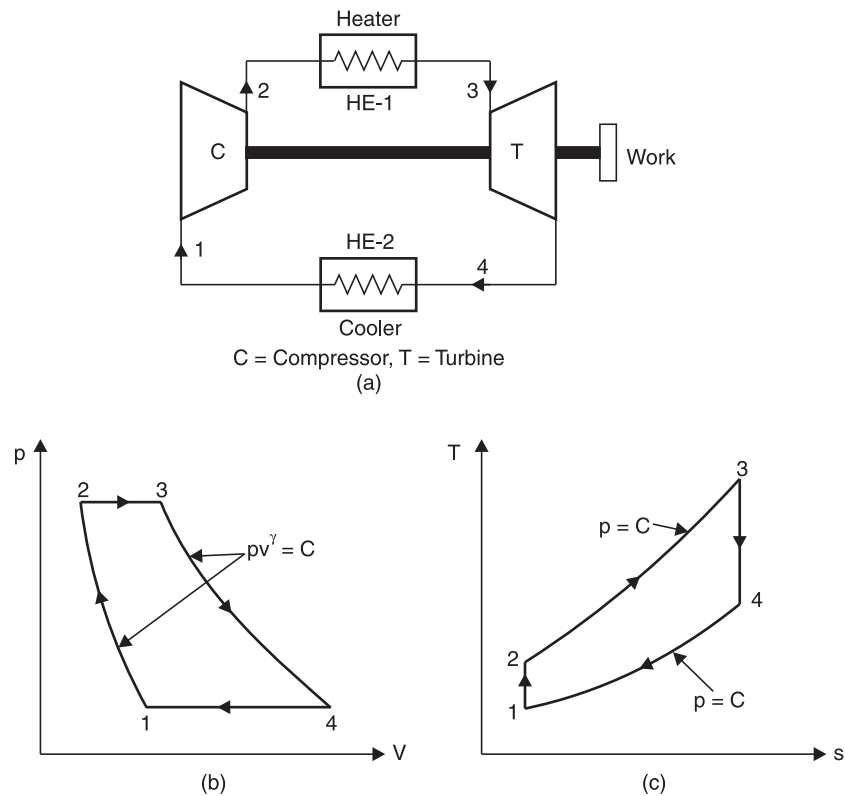 Heater
2
3
HE-1
C
T
Work
HE-2
1
4
Cooler
C = Compressor, T = Turbine
(a)
p
2
3
pv^γ = C
1
4
V
(b)
T
3
p = C
4
2
1
p = C
s
(c)